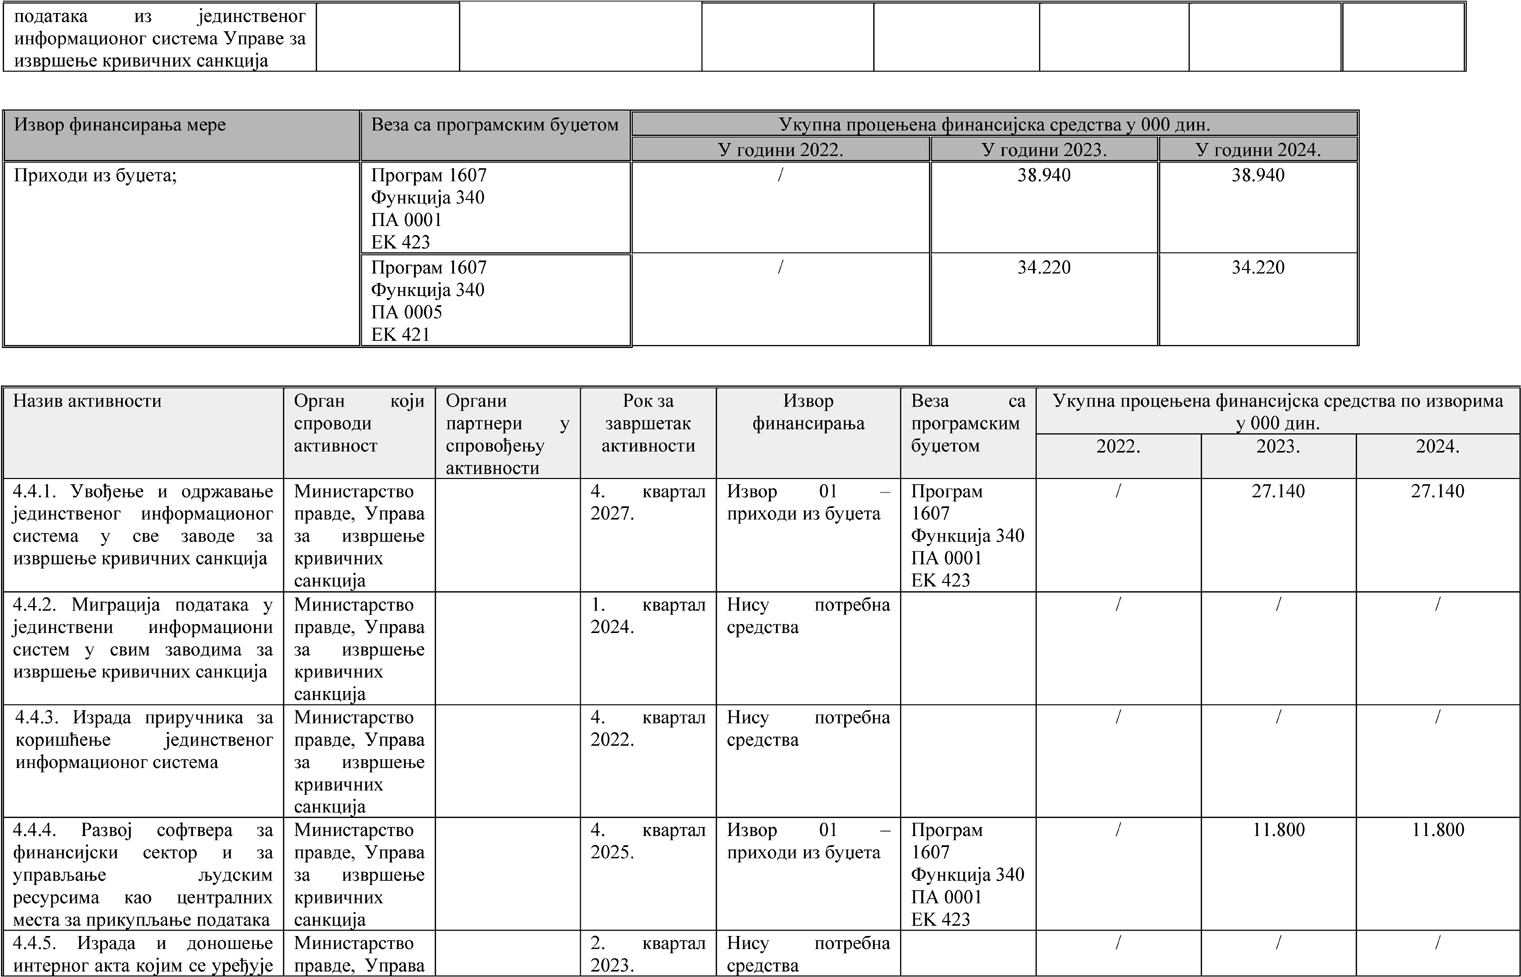 података из јединственог
информационог система Управе за
извршење кривичних санкција
Извор финансирања мере
Веза са програмским буџетом
Укупна процењена финансијска средства у 000 дин.
У години 2022.
У години 2023.
У години 2024.
Приходи из буџета;
Програм 1607
Функција 340
ПА 0001
ЕК 423
/
38.940
38.940
Програм 1607
Функција 340
ПА 0005
ЕК 421
/
34.220
34.220
Назив активности
Орган који
спроводи
активност
Органи
партнери у
спровођењу
активности
Рок за
завршетак
активности
Извор
финансирања
Веза са
програмским
буџетом
Укупна процењена финансијска средства по изворима
у 000 дин.
2022.
2023.
2024.
4.4.1. Увођење и одржавање
јединственог информационог
система у све заводе за
извршење кривичних санкција
Министарство
правде, Управа
за извршење
кривичних
санкција
4. квартал
2027.
Извор 01 –
приходи из буџета
Програм
1607
Функција 340
ПА 0001
ЕК 423
/
27.140
27.140
4.4.2. Миграција података у
јединствени информациони
систем у свим заводима за
извршење кривичних санкција
Министарство
правде, Управа
за извршење
кривичних
санкција
1. квартал
2024.
Нису потребна
средства
/
/
/
4.4.3. Израда приручника за
коришћење јединственог
информационог система
Министарство
правде, Управа
за извршење
кривичних
санкција
4. квартал
2022.
Нису потребна
средства
/
/
/
4.4.4. Развој софтвера за
финансијски сектор и за
управљање људским
ресурсима као централних
места за прикупљање података
Министарство
правде, Управа
за извршење
кривичних
санкција
4. квартал
2025.
Извор 01 –
приходи из буџета
Програм
1607
Функција 340
ПА 0001
ЕК 423
/
11.800
11.800
4.4.5. Израда и доношење
интерног акта којим се уређује
Министарство
правде, Управа
2. квартал
2023.
Нису потребна
средства
/
/
/